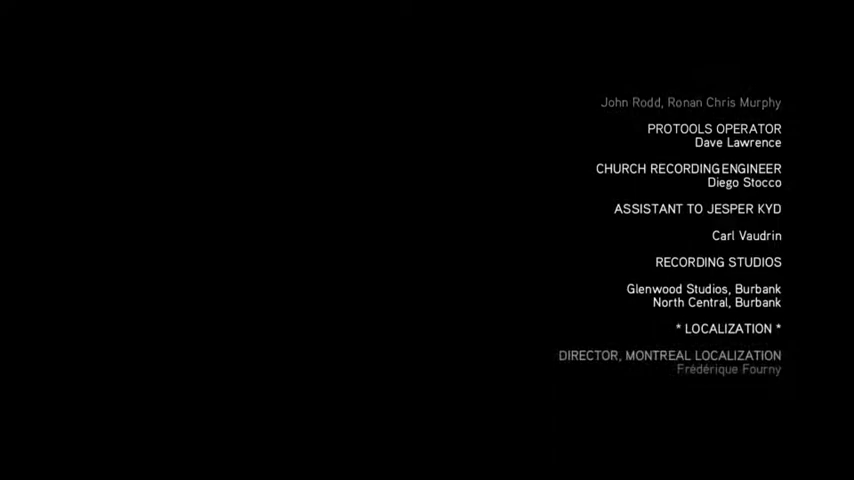 John Rodd, Ronan Chris Murphy
PROTOOLS OPERATOR
Dave Lawrence
CHURCH RECORDING ENGINEER
Diego Stocco
ASSISTANT TO JESPER KYD
Carl Vaudrin
RECORDING STUDIOS
Glenwood Studios, Burbank
North Central, Burbank
* LOCALIZATION *
DIRECTOR, MONTREAL LOCALIZATION
Frédérique Fourny